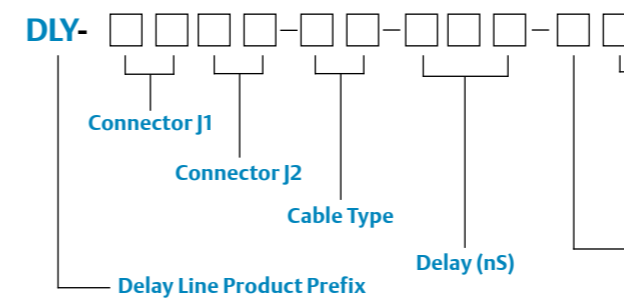 DLY-
Connector J1
Connector J2
Cable Type
Delay (nS)
Delay Line Product Prefix